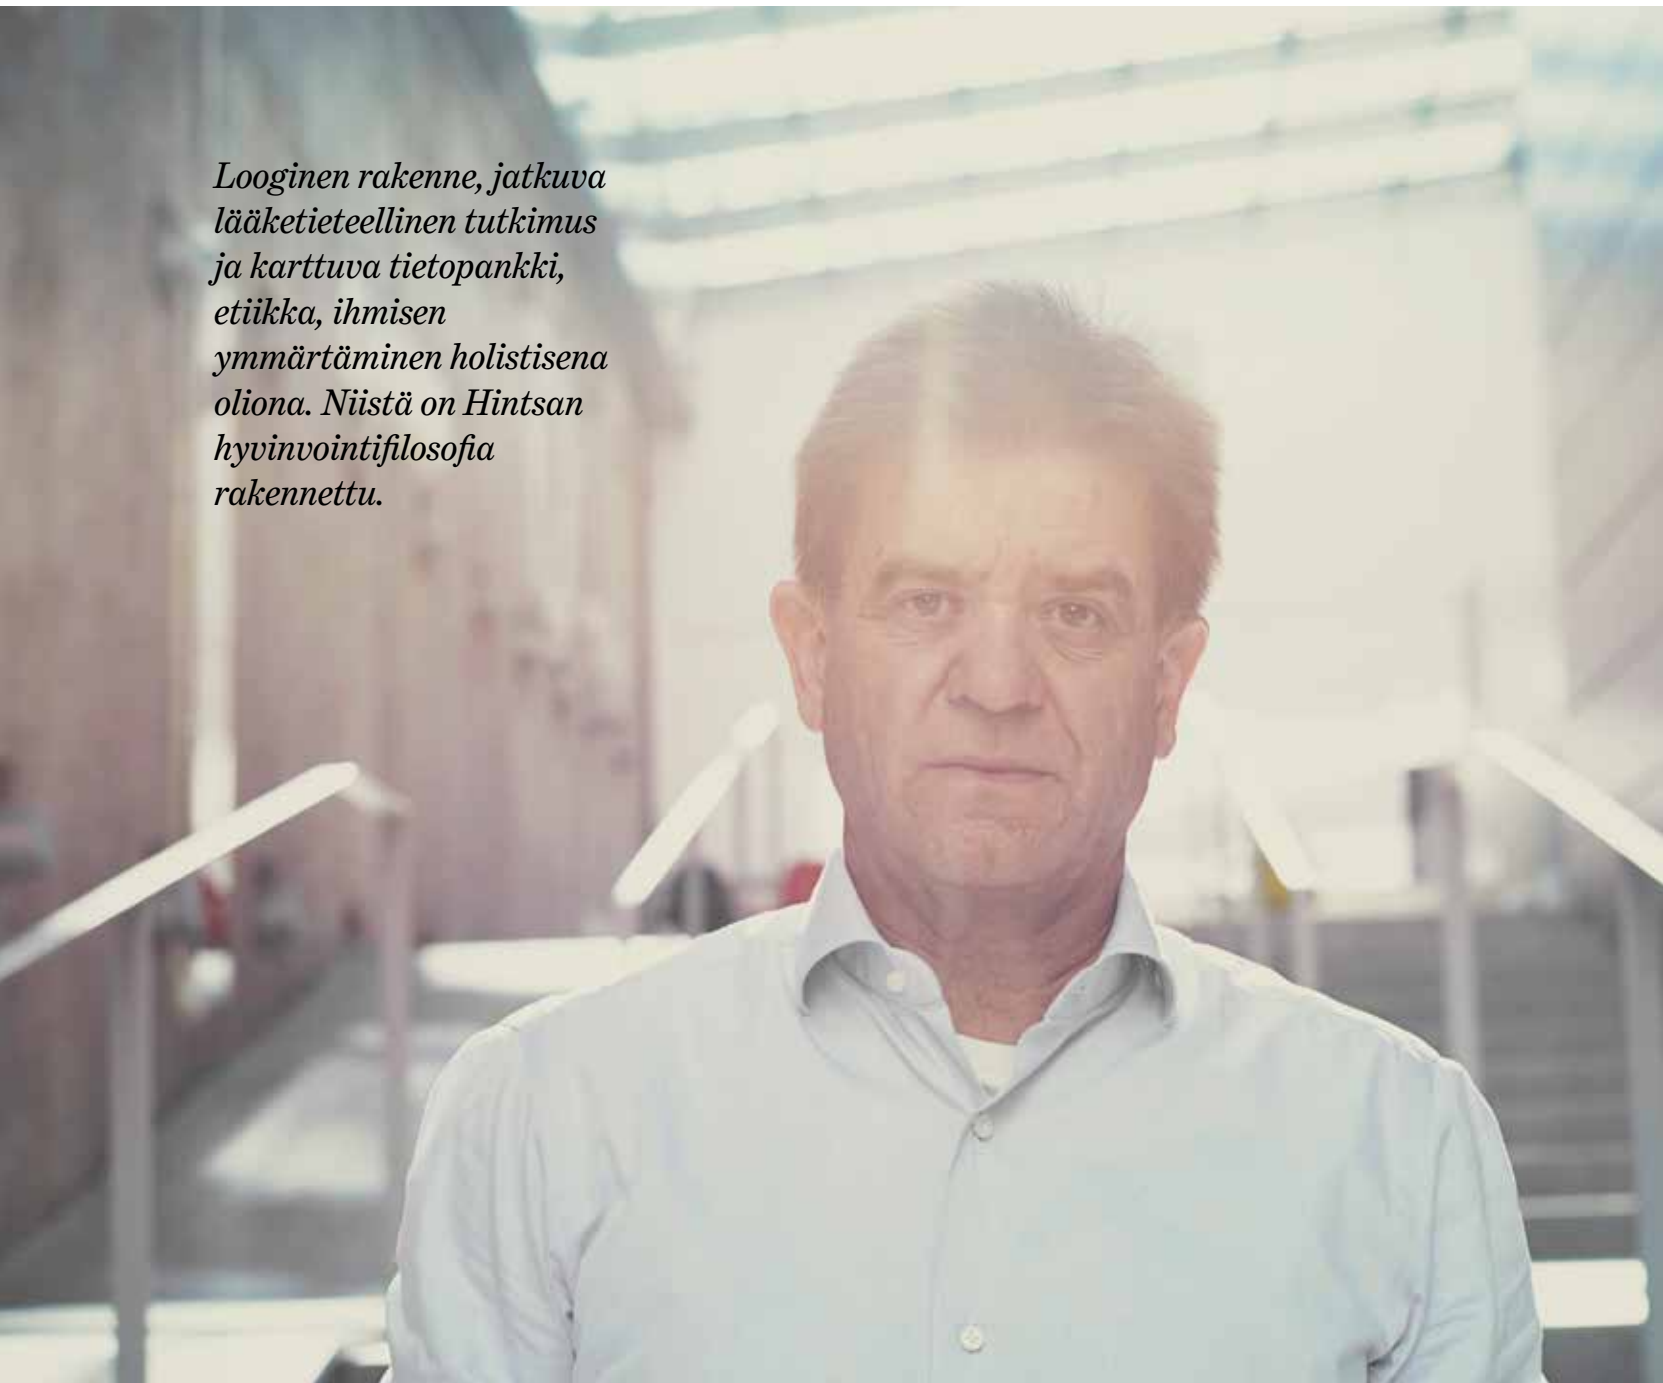 Looginen rakenne, jatkuva
lääketieteellinen tutkimus
ja karttuva tietopankki,
etiikka, ihmisen
ymmärtäminen holistisena
oliona. Niistä on Hintsan
hyvinvointifilosofia
rakennettu.